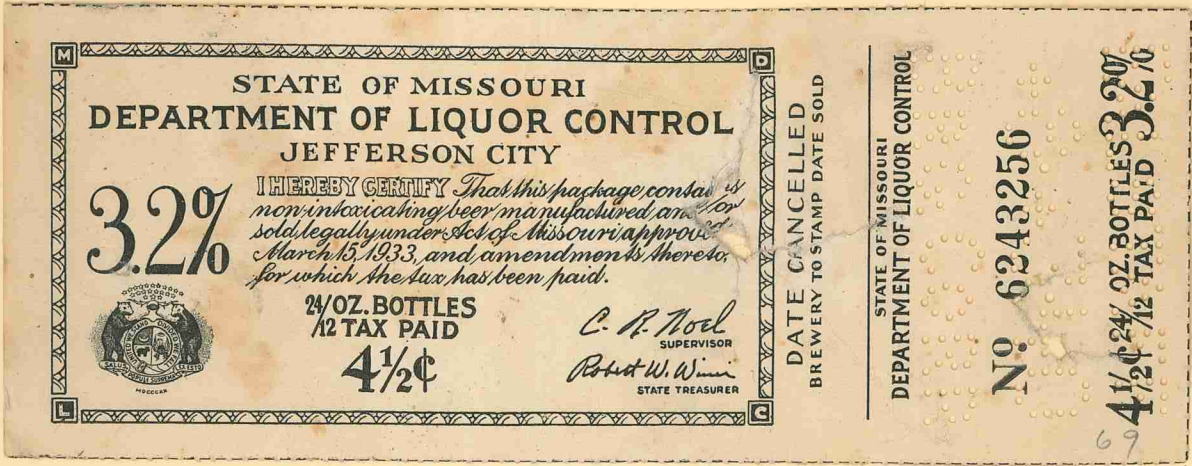 M D
STATE OF MISSOURI
DEPARTMENT OF LIQUOR CONTROL
JEFFERSON CITY
3.2%
I HEREBY CERTIFY That this package contains
non-intoxicating beer manufactured and/or
sold legally under Act of Missouri approved
March 15, 1933, and amendments thereto,
for which the tax has been paid.
24/12 OZ. BOTTLES
TAX PAID
4½¢
C. R. Noel
SUPERVISOR
Robert W. Winn
STATE TREASURER
MDCCCXX
L C
DATE CANCELLED
BREWERY TO STAMP DATE SOLD
STATE OF MISSOURI
DEPARTMENT OF LIQUOR CONTROL
No. 6243256
4½¢ 24/12 OZ. BOTTLES 3.2%
TAX PAID 3.2%
69